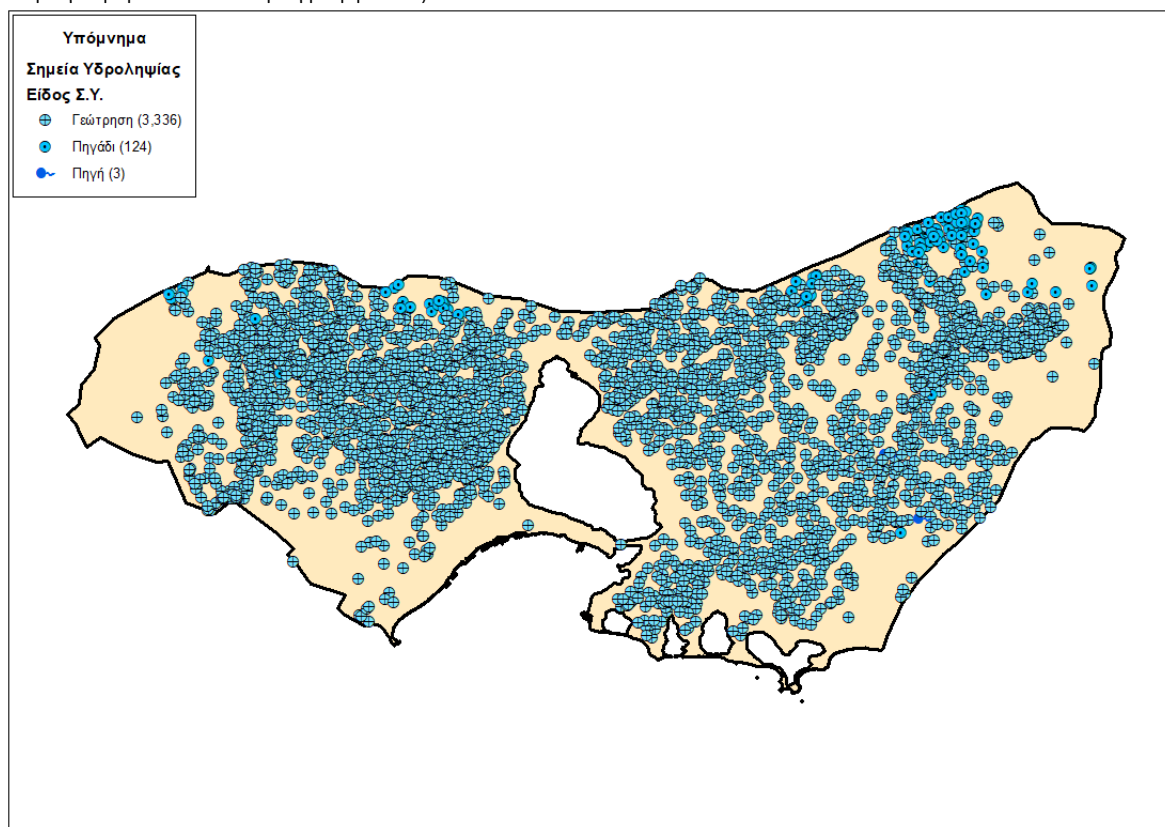 Υπόμνημα
Σημεία Υδροληψίας
Είδος Σ.Υ.
Γεώτρηση (3,336)
Πηγάδι (124)
Πηγή (3)